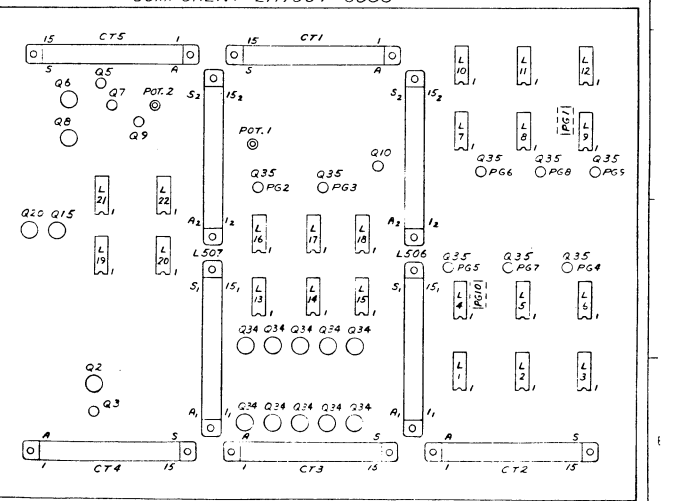 15 CT5 1
S A
15 CT1 1
S A
L 10 1
L 11 1
L 12 1
Q5
Q6
Q7
POT. 2
Q8
Q9
S2 152
S2 152
POT. 1
Q10
L 7 1
L 8 1
PG1
L 9 1
Q35 PG2
Q35 PG3
Q35 PG6
Q35 PG8
Q35
L 21 1
L 22 1
Q20 Q15
A2 12
A2 12
L 16 1
L 17 1
L 18 1
L 19 1
L 20 1
L507
L506
Q35 PG5
Q35 PG7
Q35 PG4
S1 151
S1 151
L 13 1
L 14 1
L 15 1
L 4 1
PG10
L 5 1
L 6 1
Q34 Q34 Q34 Q34 Q34
Q2
Q3
L 1 1
L 2 1
L 3 1
Q34 Q34 Q34 Q34 Q34
A1 11
A1 11
A S
1 CT4 15
A S
1 CT3 15
A S
1 CT2 15